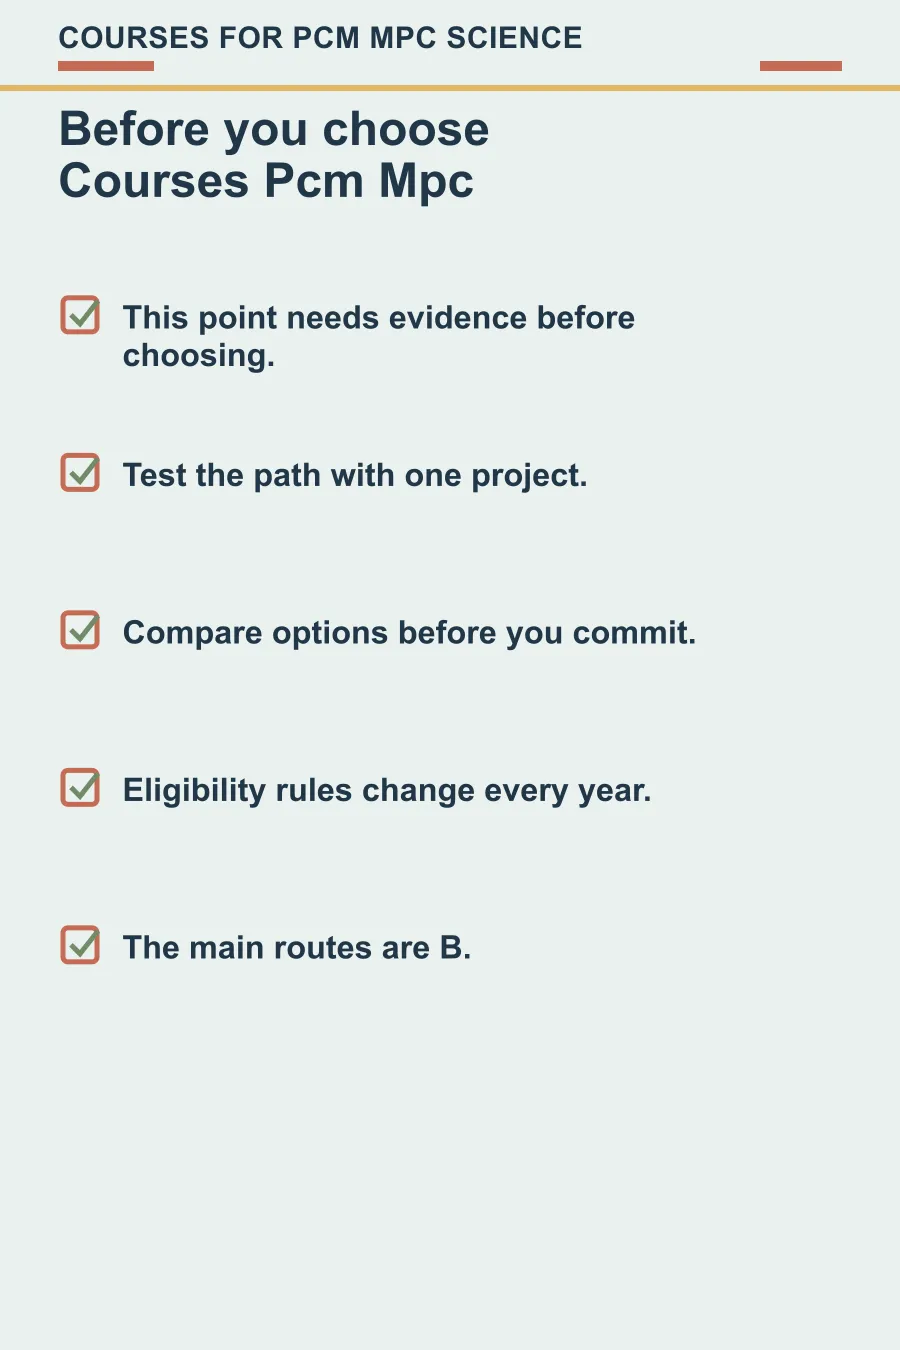 COURSES FOR PCM MPC SCIENCE
Before you choose
Courses Pcm Mpc
This point needs evidence before
choosing.
Test the path with one project.
Compare options before you commit.
Eligibility rules change every year.
The main routes are B.